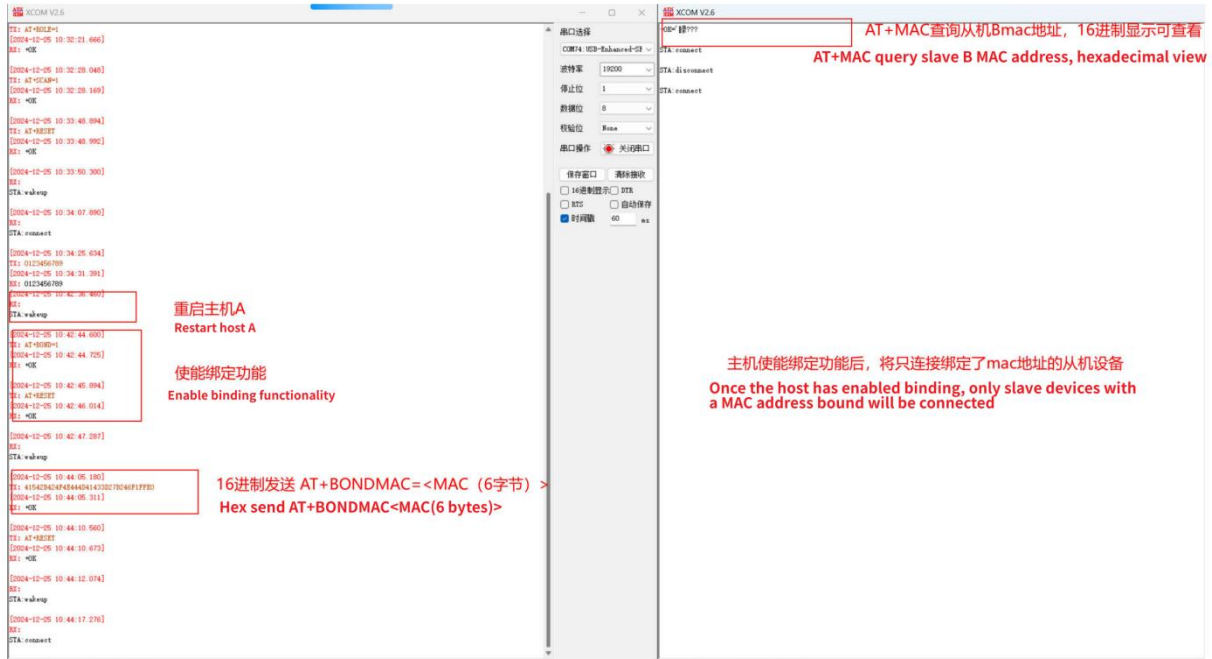 XCOM V2.6
TX: AT+ROLE=1
[2024-12-25 10:32:21.666]
RX: +OK
[2024-12-25 10:32:28.048]
TX: AT+SCAN=1
[2024-12-25 10:32:28.169]
RX: +OK
[2024-12-25 10:33:48.894]
TX: AT+RESET
[2024-12-25 10:33:48.992]
RX: +OK
[2024-12-25 10:33:50.300]
RX:
STA:wakeup
[2024-12-25 10:34:07.890]
RX:
STA:connect
[2024-12-25 10:34:25.634]
TX: 0123456789
[2024-12-25 10:34:31.391]
RX: 0123456789
[2024-12-25 10:42:36.460]
RX:
STA:wakeup
重启主机A
Restart host A
[2024-12-25 10:42:44.600]
TX: AT+BOND=1
[2024-12-25 10:42:44.725]
RX: +OK
[2024-12-25 10:42:45.894]
TX: AT+RESET
[2024-12-25 10:42:46.014]
RX: +OK
使能绑定功能
Enable binding functionality
[2024-12-25 10:42:47.287]
RX:
STA:wakeup
[2024-12-25 10:44:05.180]
[2024-12-25 10:44:05.311]
RX: +OK
16进制发送 AT+BONDMAC=<MAC（6字节）>
Hex send AT+BONDMAC<MAC(6 bytes)>
[2024-12-25 10:44:10.560]
TX: AT+RESET
[2024-12-25 10:44:10.673]
RX: +OK
[2024-12-25 10:44:12.074]
RX:
STA:wakeup
[2024-12-25 10:44:17.276]
RX:
STA:connect
串口选择
COM74:USB-Enhanced-SE
波特率 19200
停止位 1
数据位 8
校验位 None
串口操作 关闭串口
保存窗口 清除接收
16进制显示 DTR
RTS 自动保存
时间戳 60 ms
XCOM V2.6
AT+MAC查询从机Bmac地址，16进制显示可查看
AT+MAC query slave B MAC address, hexadecimal view
STA:connect
STA:disconnect
STA:connect
主机使能绑定功能后，将只连接绑定了mac地址的从机设备
Once the host has enabled binding, only slave devices with
a MAC address bound will be connected